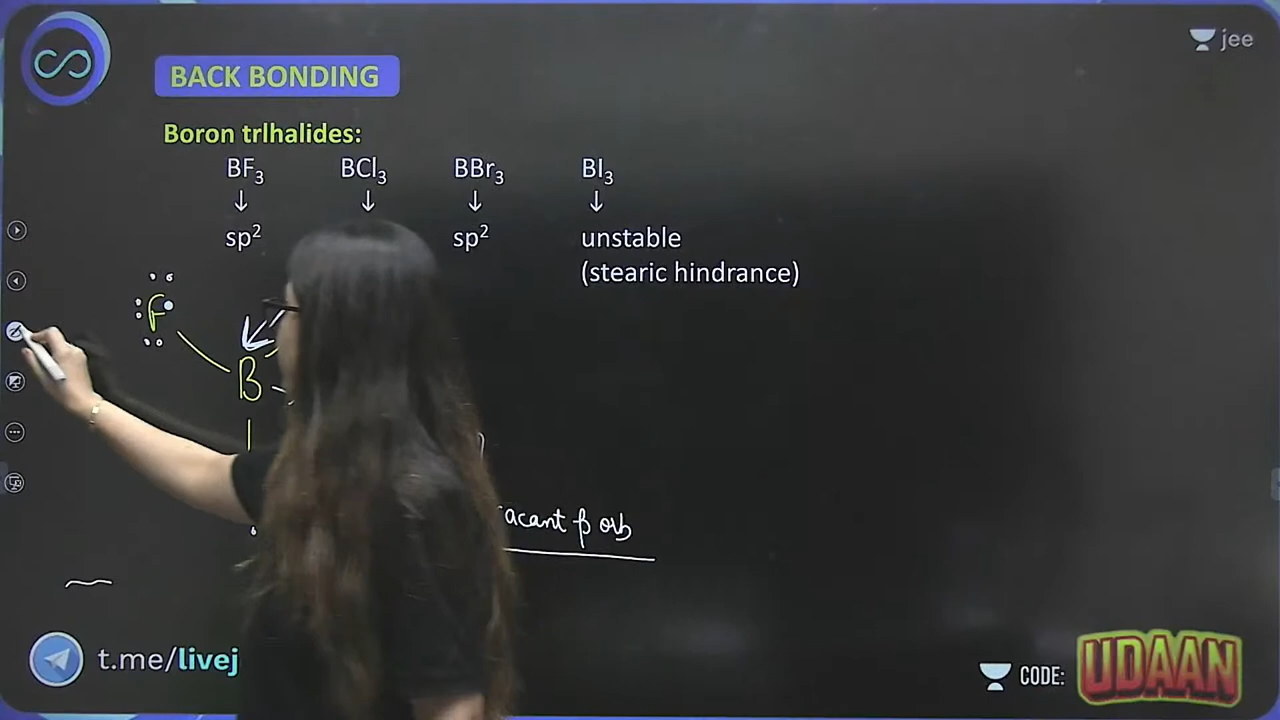 jee
BACK BONDING
Boron trlhalides:
BF₃ BCl₃ BBr₃ BI₃
↓ ↓ ↓ ↓
sp² sp² unstable
(stearic hindrance)
F
B
p orb
t.me/livej
CODE: UDAAN